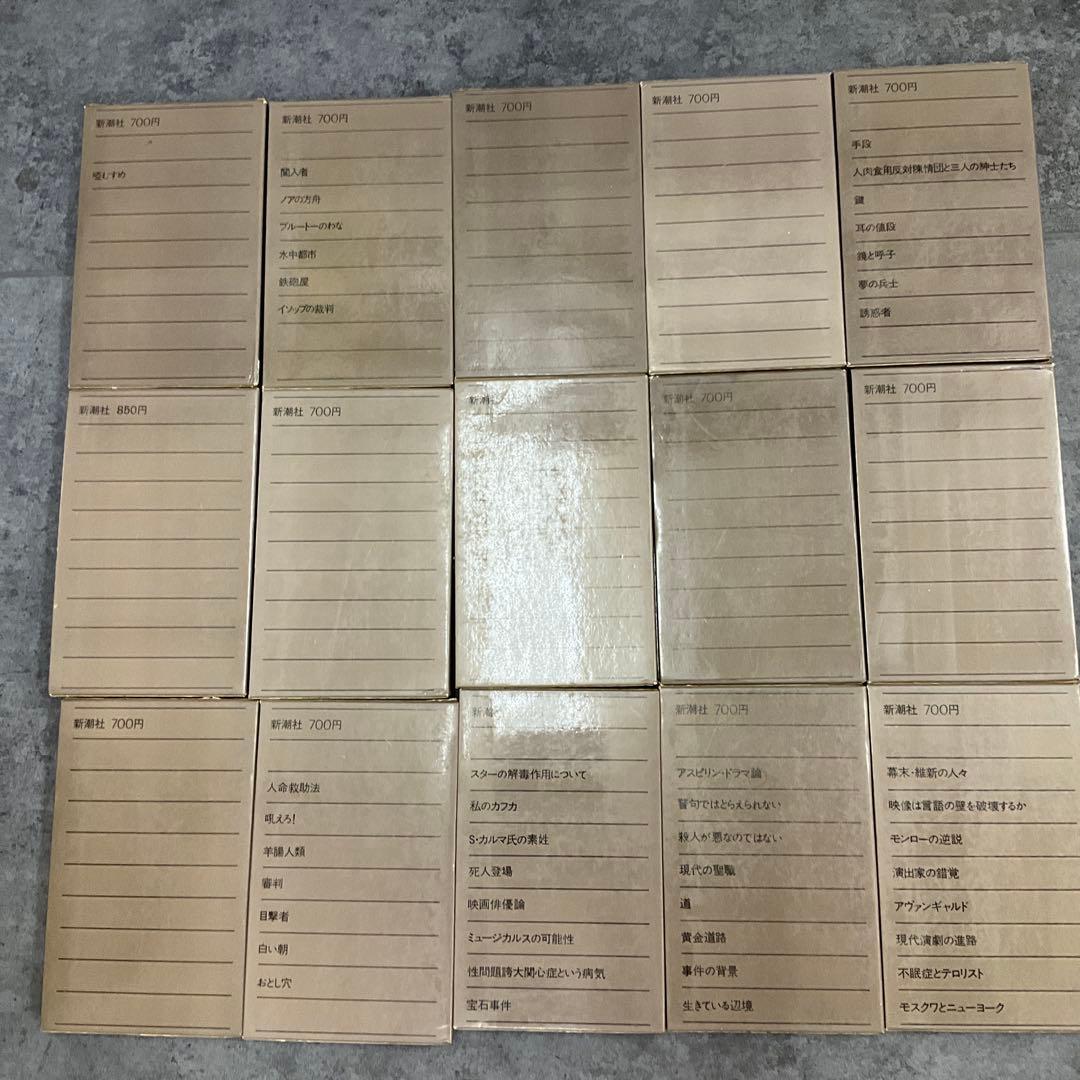 新潮社 700円
唖むすめ
新潮社 700円
闖入者
ノアの方舟
プルートーのわな
水中都市
鉄砲屋
イソップの裁判
新潮社 700円
新潮社 700円
新潮社 700円
手段
人肉食用反対陳情団と三人の紳士たち
鍵
耳の値段
鏡と呼子
夢の兵士
誘惑者
新潮社 850円
新潮社 700円
新潮
新潮社 700円
新潮社 700円
新潮社 700円
新潮社 700円
人命救助法
吼えろ!
羊腸人類
審判
目撃者
白い朝
おとし穴
新潮
スターの解毒作用について
私のカフカ
S・カルマ氏の素姓
死人登場
映画俳優論
ミュージカルスの可能性
性問題誇大関心症という病気
宝石事件
新潮社 700円
アスピリン・ドラマ論
警句ではとらえられない
殺人が悪なのではない
現代の聖職
道
黄金道路
事件の背景
生きている辺境
新潮社 700円
幕末・維新の人々
映像は言語の壁を破壊するか
モンローの逆説
演出家の錯覚
アヴァンギャルド
現代演劇の進路
不眠症とテロリスト
モスクワとニューヨーク